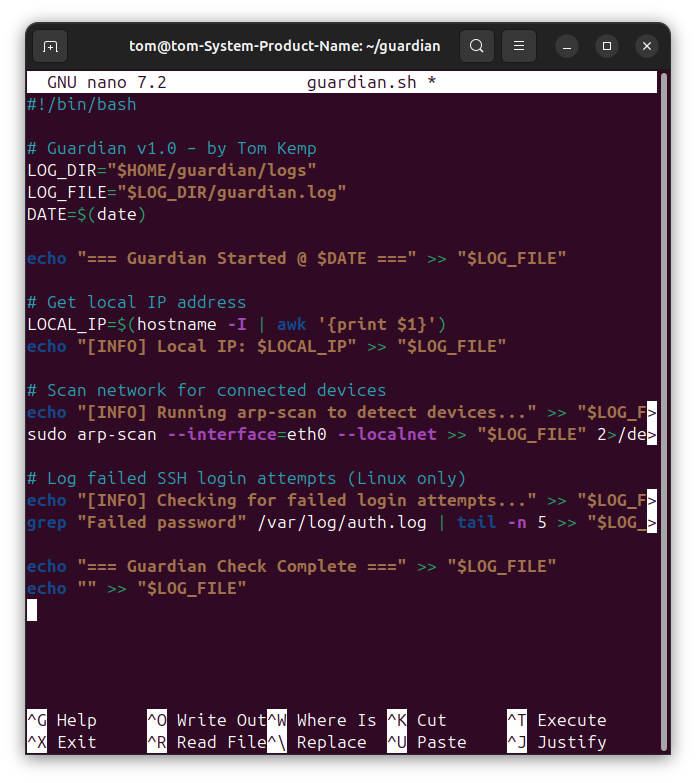 tom@tom-System-Product-Name: ~/guardian
GNU nano 7.2 guardian.sh *
#!/bin/bash
# Guardian v1.0 – by Tom Kemp
LOG_DIR="$HOME/guardian/logs"
LOG_FILE="$LOG_DIR/guardian.log"
DATE=$(date)
echo "=== Guardian Started @ $DATE ===" >> "$LOG_FILE"
# Get local IP address
LOCAL_IP=$(hostname -I | awk '{print $1}')
echo "[INFO] Local IP: $LOCAL_IP" >> "$LOG_FILE"
# Scan network for connected devices
echo "[INFO] Running arp-scan to detect devices..." >> "$LOG_F>
sudo arp-scan --interface=eth0 --localnet >> "$LOG_FILE" 2>/de>
# Log failed SSH login attempts (Linux only)
echo "[INFO] Checking for failed login attempts..." >> "$LOG_F>
grep "Failed password" /var/log/auth.log | tail -n 5 >> "$LOG_>
echo "=== Guardian Check Complete ===" >> "$LOG_FILE"
echo "" >> "$LOG_FILE"
^G Help ^O Write Out ^W Where Is ^K Cut ^T Execute
^X Exit ^R Read File ^\ Replace ^U Paste ^J Justify